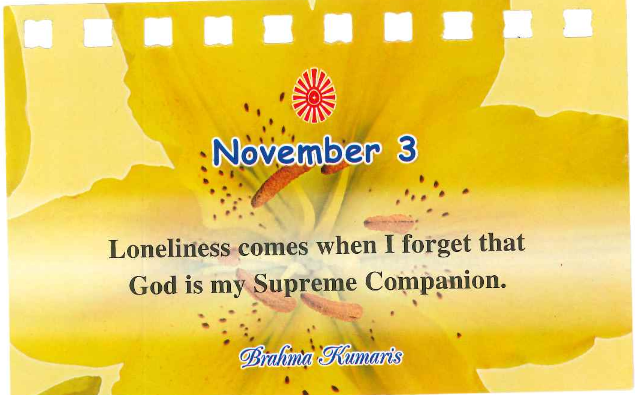 November 3
Loneliness comes when I forget that
God is my Supreme Companion.
Brahma Kumaris